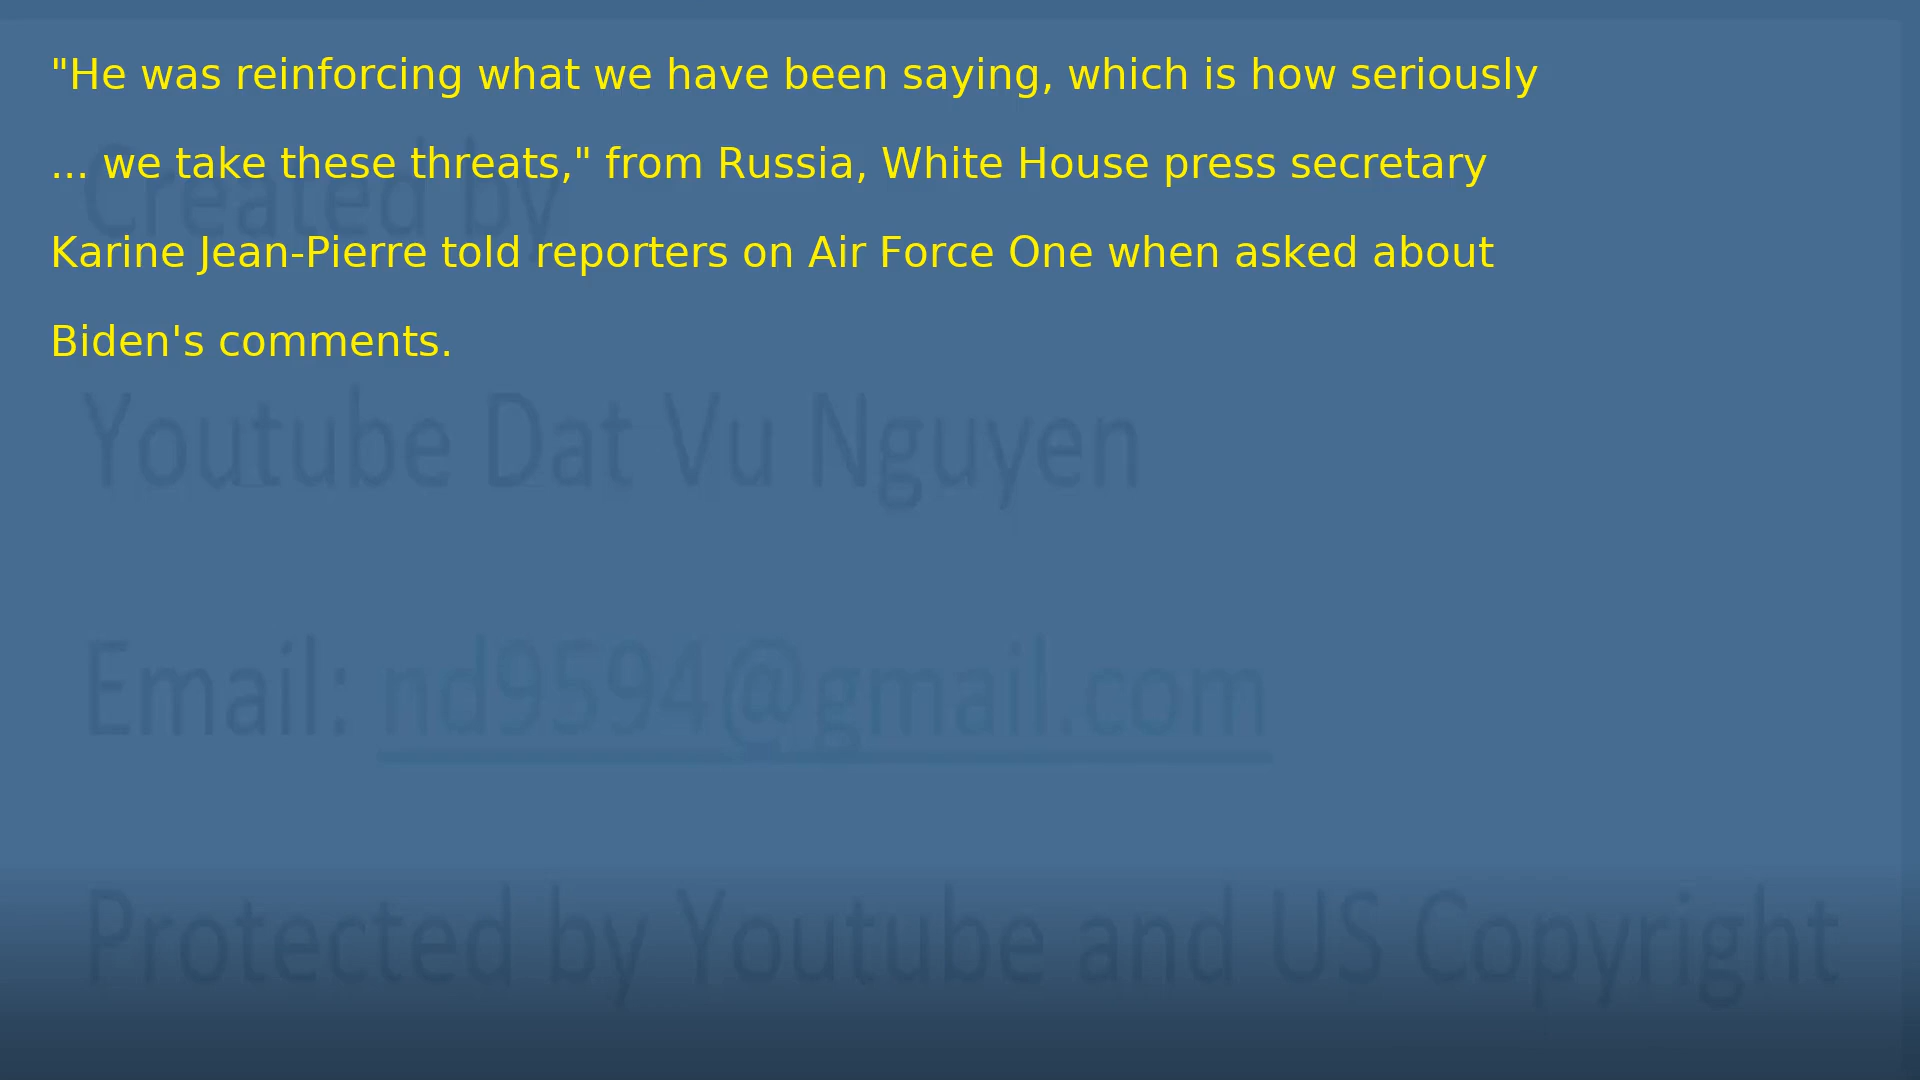 "He was reinforcing what we have been saying, which is how seriously
... we take these threats," from Russia, White House press secretary
Created by
Karine Jean-Pierre told reporters on Air Force One when asked about
Biden's comments.
Youtube Dat Vu Nguyen
Email: nd9594@gmail.com
Protected by Youtube and US Copyright